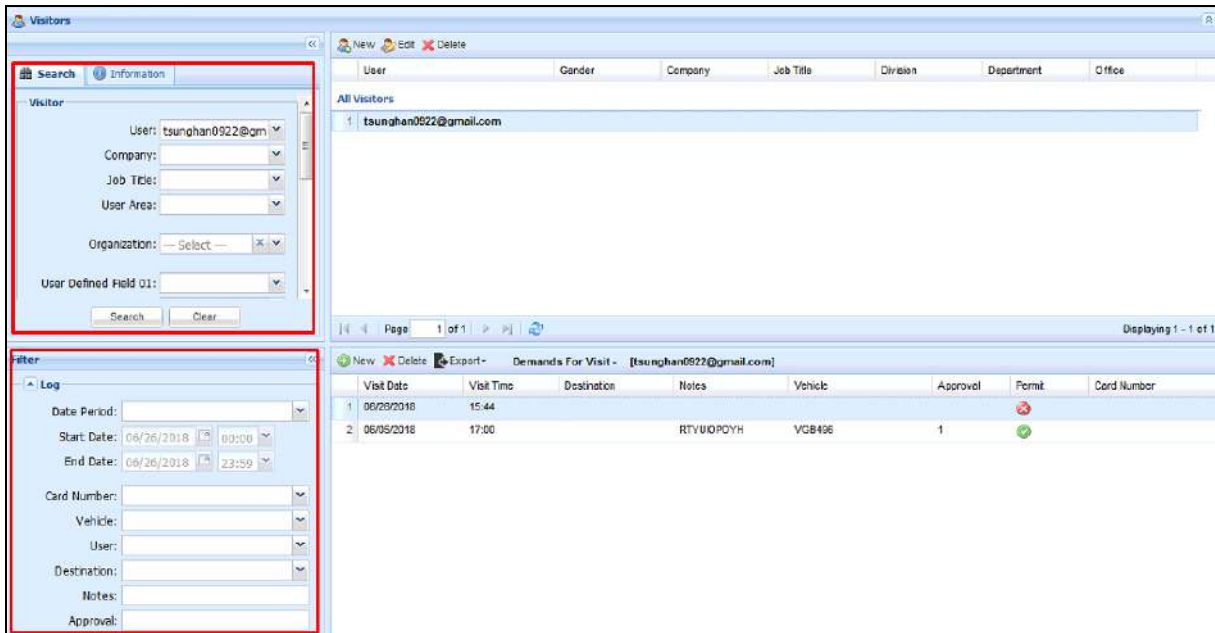 Visitors
Search Information
Visitor
User: tsunghan0922@gm
Company:
Job Title:
User Area:
Organization: --- Select ---
User Defined Field 01:
Search Clear
New Edit Delete
User Gender Company Job Title Division Department Office
All Visitors
1 tsunghan0922@gmail.com
Page 1 of 1 Displaying 1 - 1 of 1
Filter
Log
Date Period:
Start Date: 06/26/2018 00:00
End Date: 06/26/2018 23:59
Card Number:
Vehicle:
User:
Destination:
Notes:
Approval:
New Delete Export- Demands For Visit - [tsunghan0922@gmail.com]
Visit Date Visit Time Destination Notes Vehicle Approval Permit Card Number
1 15:44
2 06/05/2018 17:00 VGB496 1